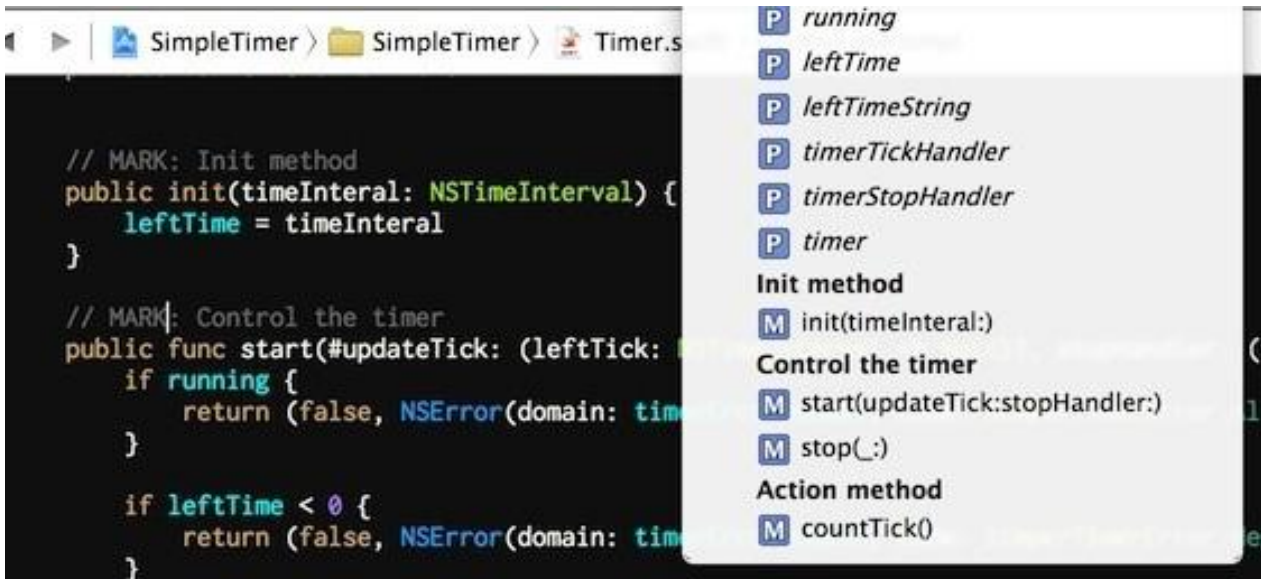 SimpleTimer 〉 SimpleTimer 〉 Timer.s
// MARK: Init method
public init(timeInteral: NSTimeInterval) {
leftTime = timeInteral
}
// MARK: Control the timer
public func start(#updateTick: (leftTick:
if running {
return (false, NSError(domain: tim
}
if leftTime < 0 {
return (false, NSError(domain: tim
}
P running
P leftTime
P leftTimeString
P timerTickHandler
P timerStopHandler
P timer
Init method
M init(timeInteral:)
Control the timer
M start(updateTick:stopHandler:)
M stop(_:)
Action method
M countTick()